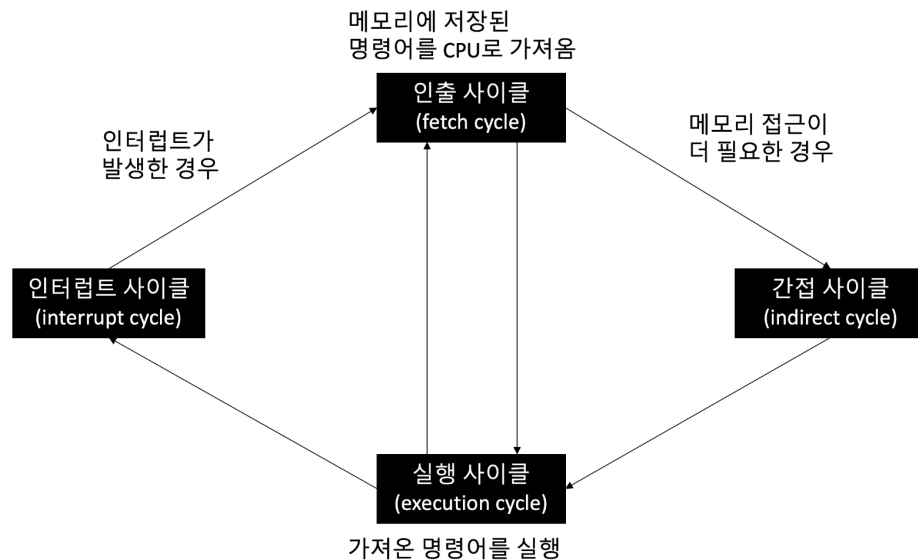 메모리에 저장된
명령어를 CPU로 가져옴
인출 사이클
(fetch cycle)
인터럽트가
발생한 경우
메모리 접근이
더 필요한 경우
인터럽트 사이클
(interrupt cycle)
간접 사이클
(indirect cycle)
실행 사이클
(execution cycle)
가져온 명령어를 실행